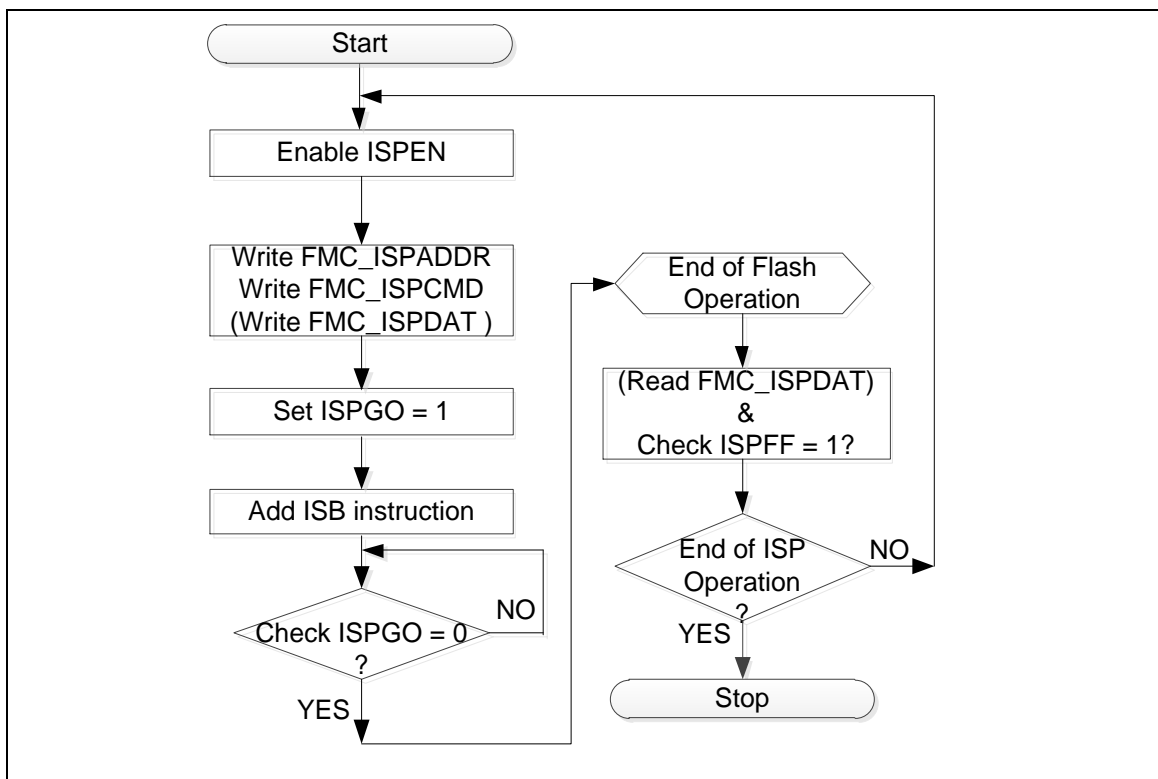 Start
Enable ISPEN
Write FMC_ISPADDR
Write FMC_ISPCMD
(Write FMC_ISPDAT )
Set ISPGO = 1
Add ISB instruction
Check ISPGO = 0
?
NO
YES
End of Flash
Operation
(Read FMC_ISPDAT)
&
Check ISPFF = 1?
End of ISP
Operation
?
NO
YES
Stop